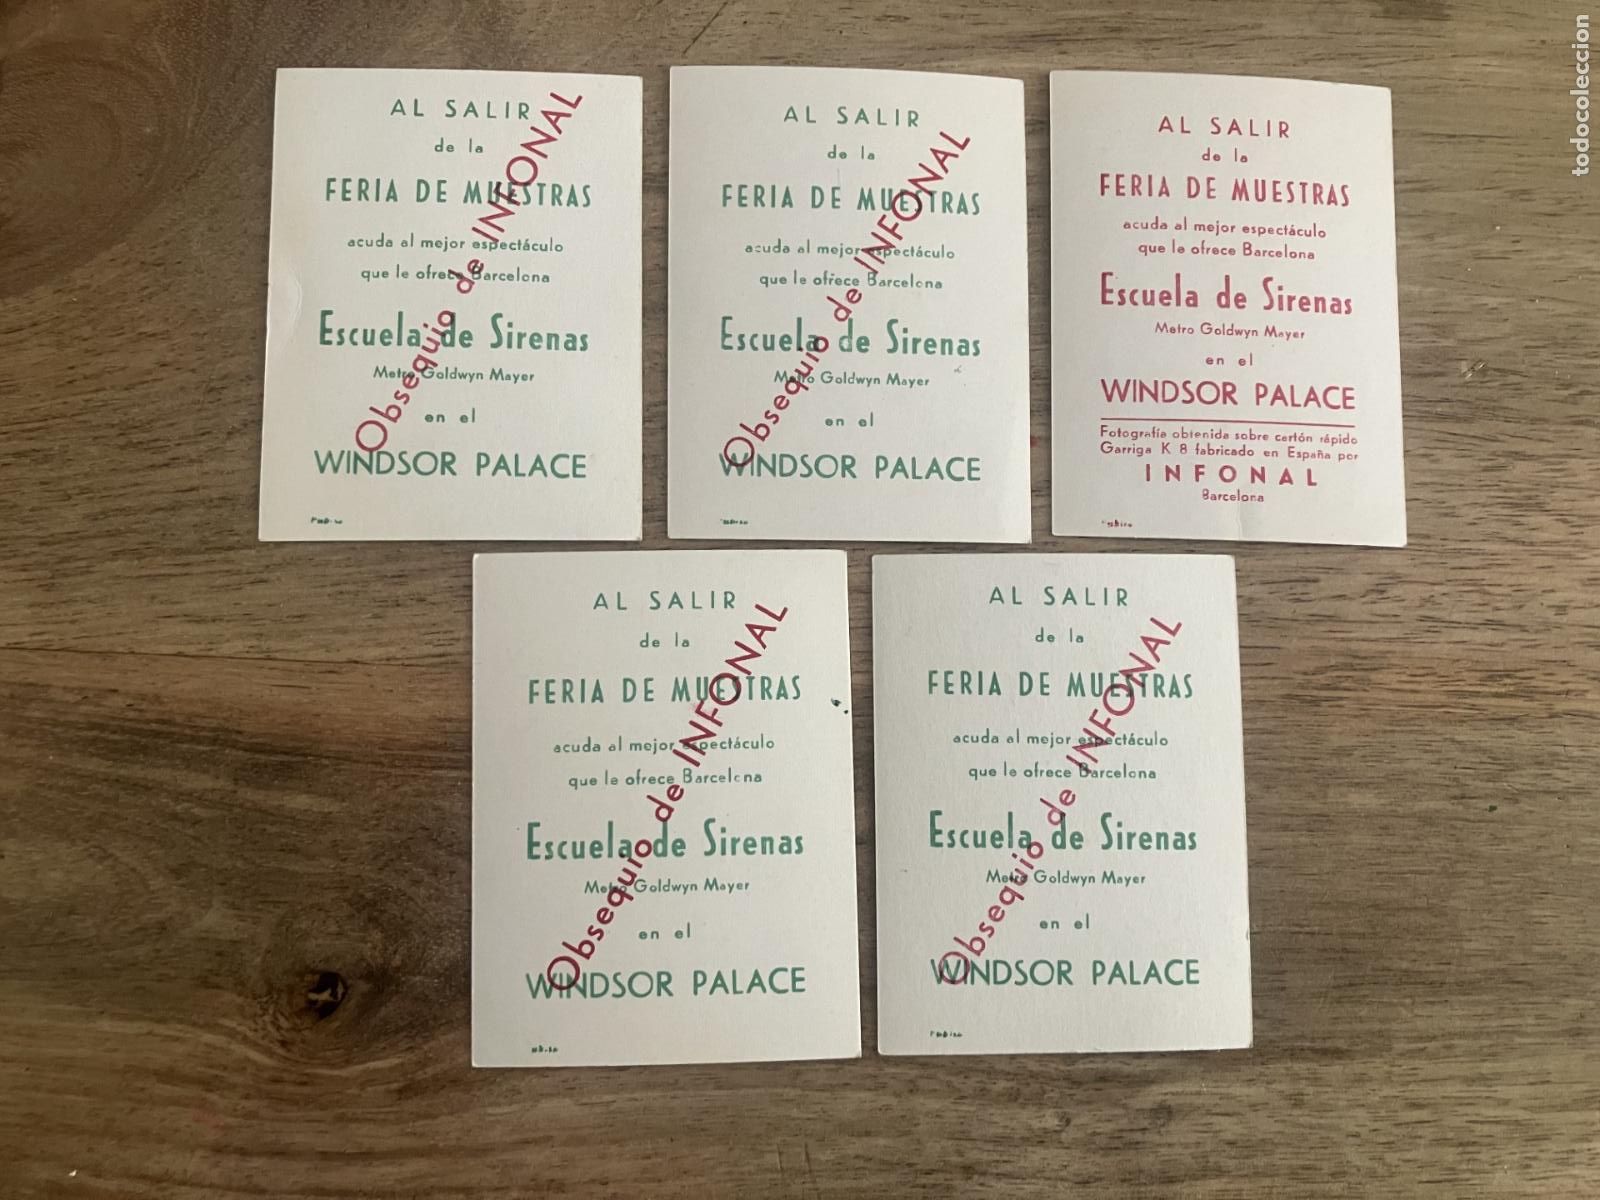 AL SALIR
de la
FERIA DE MUESTRAS
acuda al mejor espectáculo
que le ofrece Barcelona
Escuela de Sirenas
Metro Goldwyn Mayer
en el
WINDSOR PALACE
Obsequio de INFONAL
AL SALIR
de la
FERIA DE MUESTRAS
acuda al mejor espectáculo
que le ofrece Barcelona
Escuela de Sirenas
Metro Goldwyn Mayer
en el
WINDSOR PALACE
Obsequio de INFONAL
AL SALIR
de la
FERIA DE MUESTRAS
acuda al mejor espectáculo
que le ofrece Barcelona
Escuela de Sirenas
Metro Goldwyn Mayer
en el
WINDSOR PALACE
Fotografía obtenida sobre cartón rápido
Garriga K 8 fabricado en España por
INFONAL
Barcelona
AL SALIR
de la
FERIA DE MUESTRAS
acuda al mejor espectáculo
que le ofrece Barcelona
Escuela de Sirenas
Metro Goldwyn Mayer
en el
WINDSOR PALACE
Obsequio de INFONAL
AL SALIR
de la
FERIA DE MUESTRAS
acuda al mejor espectáculo
que le ofrece Barcelona
Escuela de Sirenas
Metro Goldwyn Mayer
en el
WINDSOR PALACE
Obsequio de INFONAL
todocoleccion